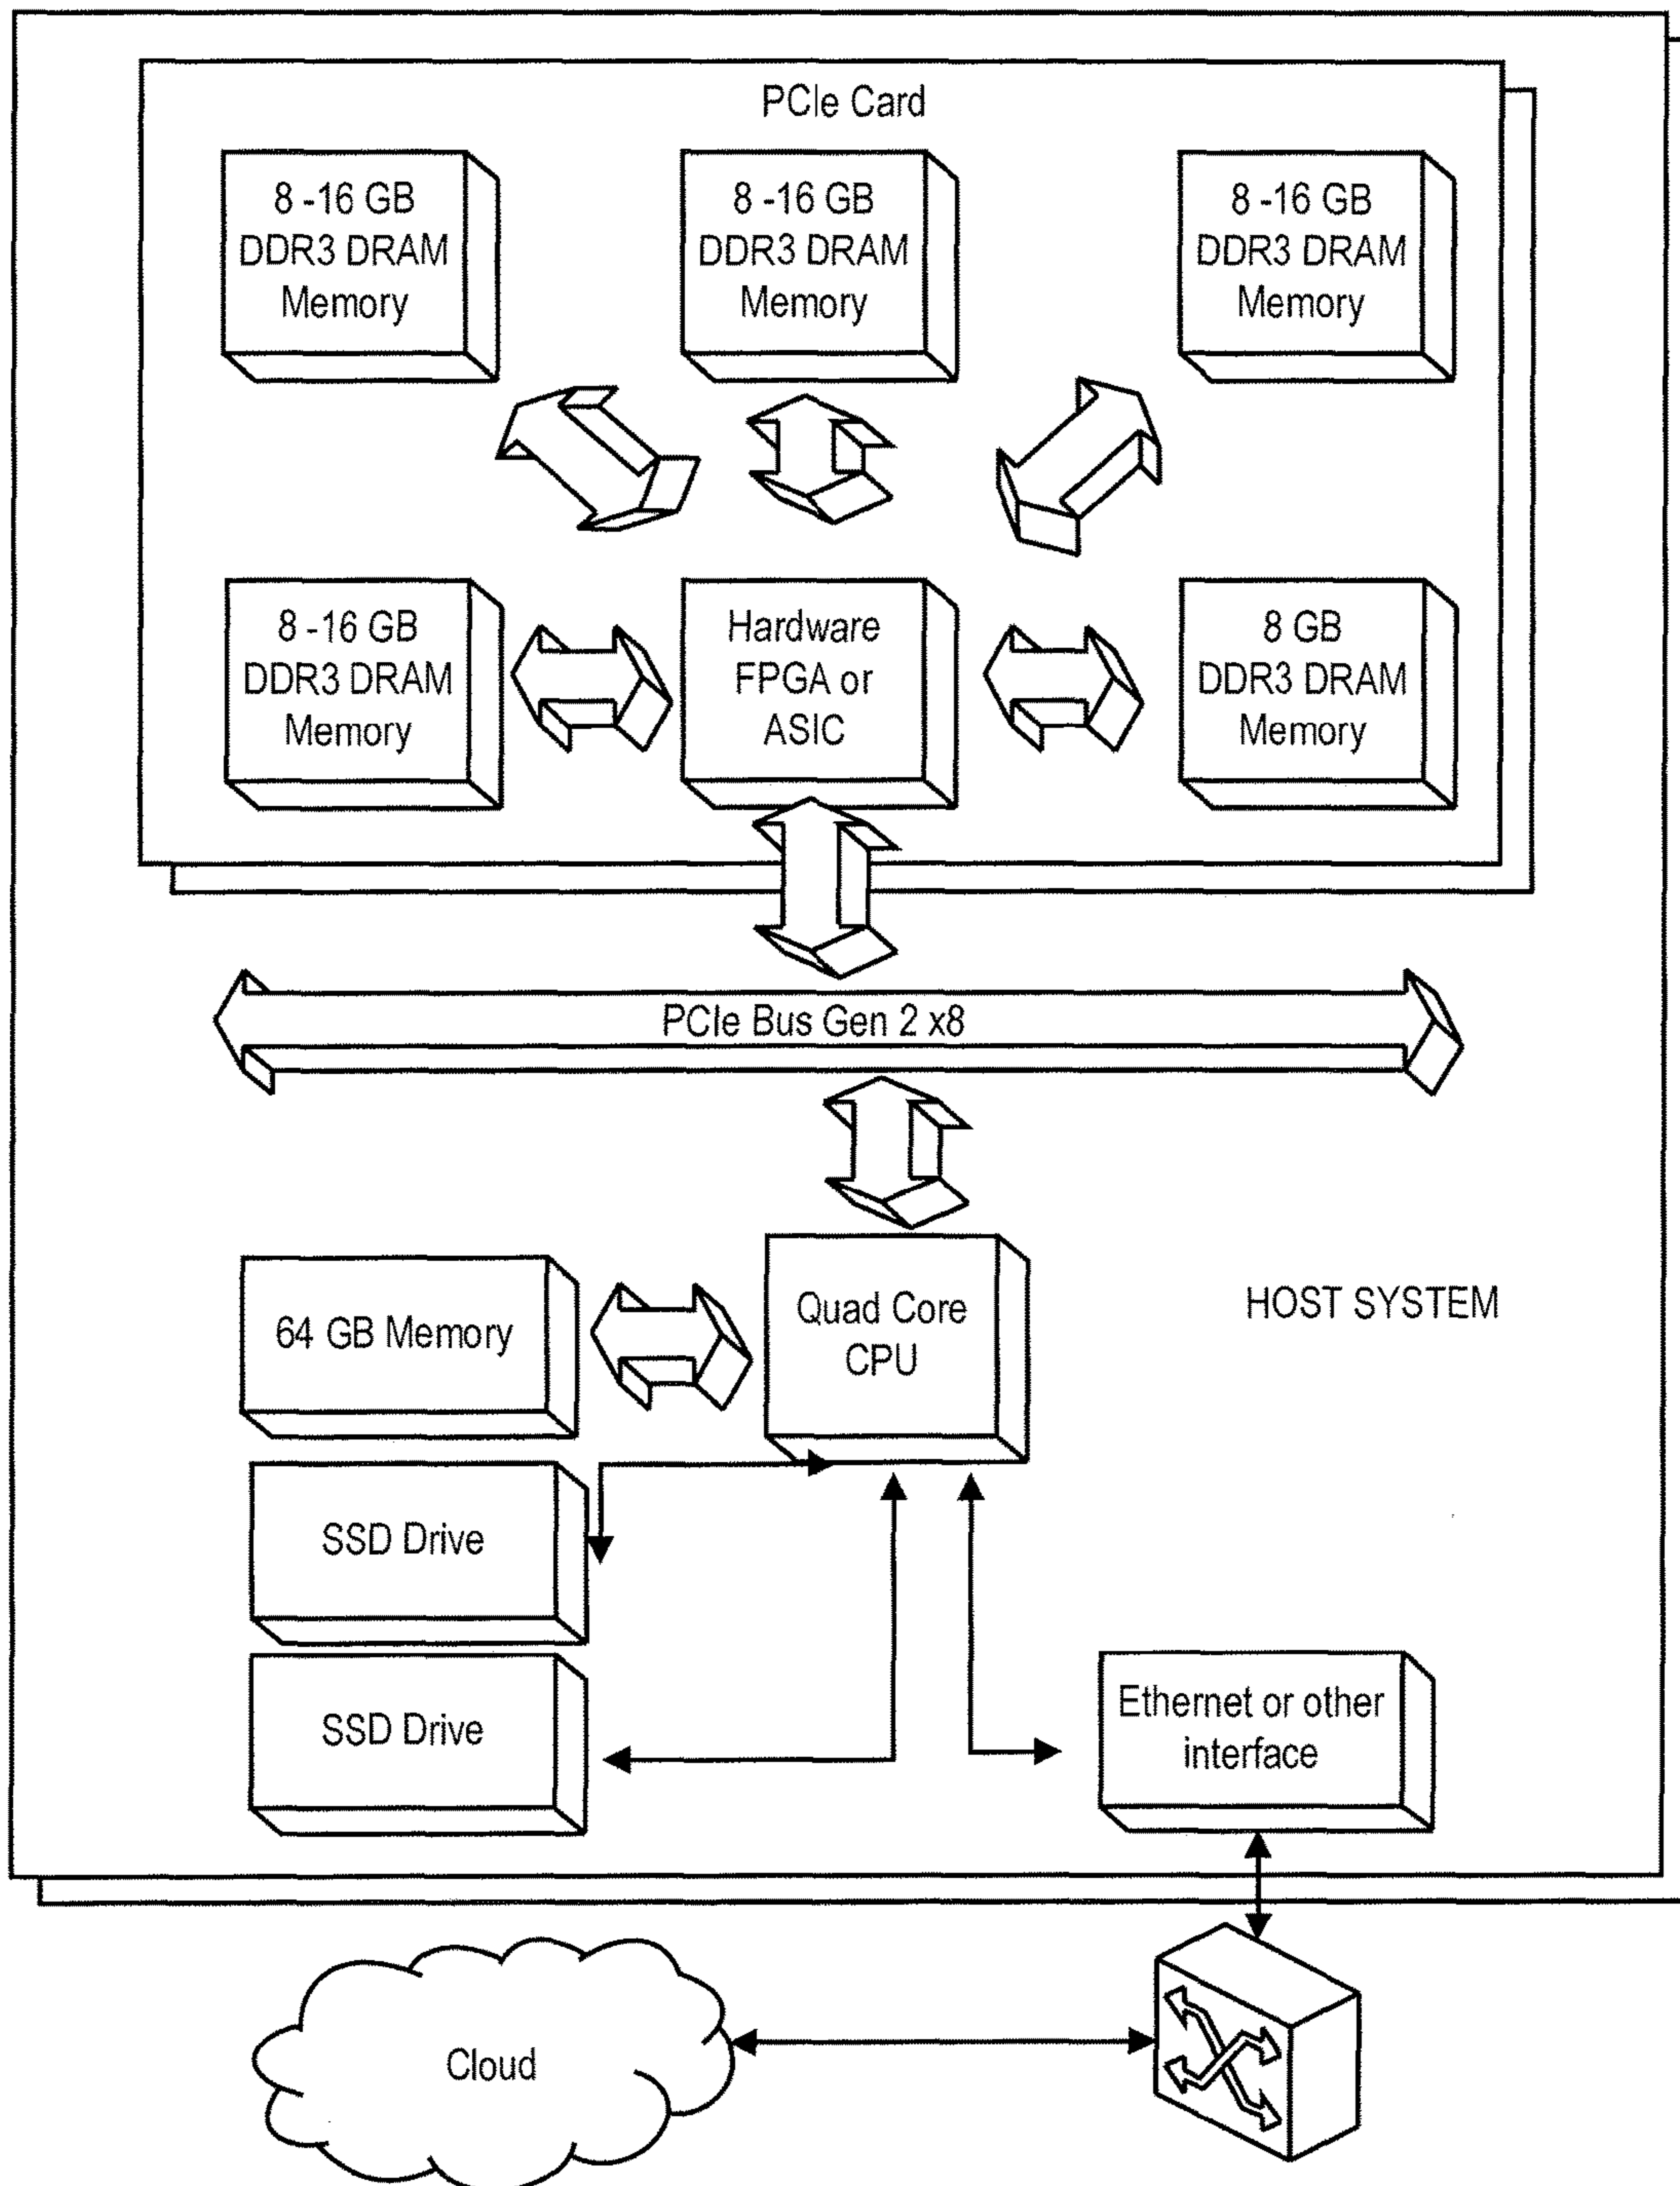 PCIe Card
8 -16 GB
DDR3 DRAM
Memory
8 -16 GB
DDR3 DRAM
Memory
8 -16 GB
DDR3 DRAM
Memory
8 -16 GB
DDR3 DRAM
Memory
Hardware
FPGA or
ASIC
8 GB
DDR3 DRAM
Memory
PCIe Bus Gen 2 x8
64 GB Memory
Quad Core
CPU
HOST SYSTEM
SSD Drive
SSD Drive
Ethernet or other
interface
Cloud